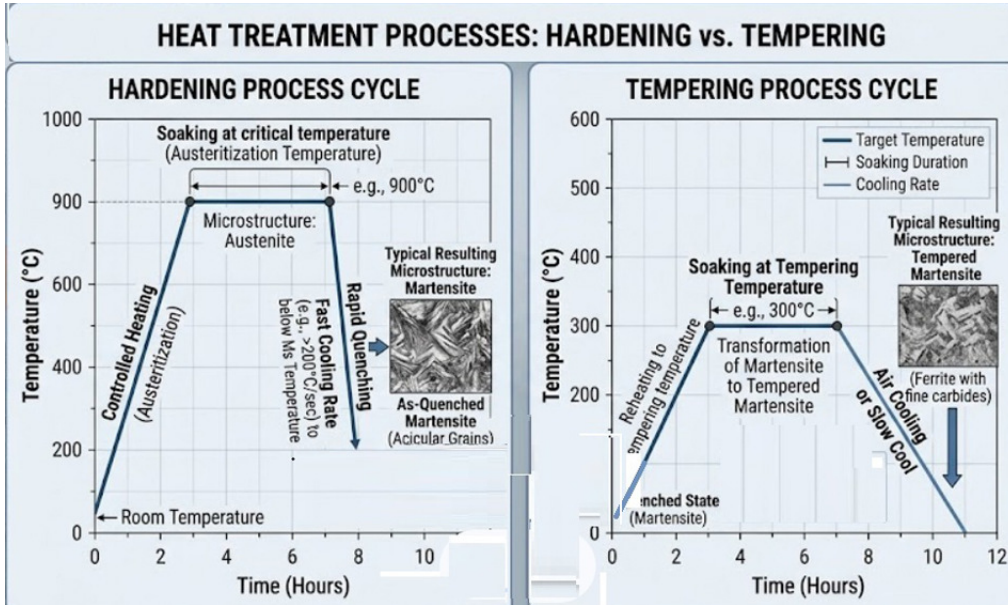 HEAT TREATMENT PROCESSES: HARDENING vs. TEMPERING
HARDENING PROCESS CYCLE
1000
900
600
400
200
0
Temperature (°C)
Soaking at critical temperature
(Austeritization Temperature)
e.g., 900°C
Microstructure:
Austenite
Controlled Heating
(Austeritization)
Rapid Quenching
Fast Cooling Rate
(e.g., >200°C/sec) to
below Ms Temperature
Typical Resulting
Microstructure:
Martensite
As-Quenched
Martensite
(Acicular Grains)
Room Temperature
0 2 4 6 8 10
Time (Hours)
TEMPERING PROCESS CYCLE
600
500
400
300
200
0
Temperature (°C)
Target Temperature
Soaking Duration
Cooling Rate
Soaking at Tempering
Temperature
e.g., 300°C
Reheating to
empering temperature
Transformation
of Martensite
to Tempered
Martensite
Air Cooling
or Slow Cool
Typical Resulting
Microstructure:
Tempered
Martensite
(Ferrite with
fine carbides)
enched State
(Martensite)
0 2 4 6 8 10 12
Time (Hours)